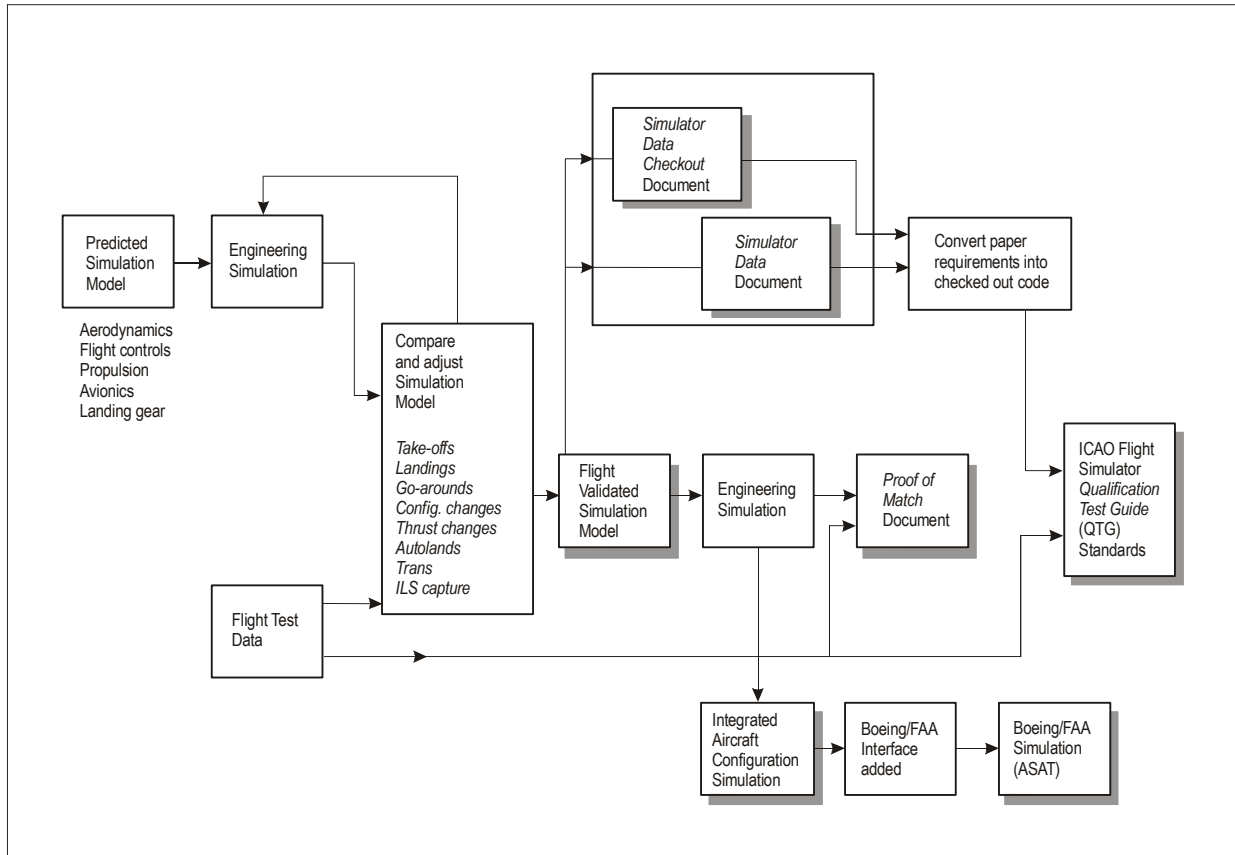 Simulator
Data
Checkout
Document
Simulator
Data
Document
Convert paper
requirements into
checked out code
Predicted
Simulation
Model
Engineering
Simulation
Aerodynamics
Flight controls
Propulsion
Avionics
Landing gear
Compare
and adjust
Simulation
Model
Take-offs
Landings
Go-arounds
Config. changes
Thrust changes
Autolands
Trans
ILS capture
Flight
Validated
Simulation
Model
Engineering
Simulation
Proof of
Match
Document
ICAO Flight
Simulator
Qualification
Test Guide
(QTG)
Standards
Flight Test
Data
Integrated
Aircraft
Configuration
Simulation
Boeing/FAA
Interface
added
Boeing/FAA
Simulation
(ASAT)